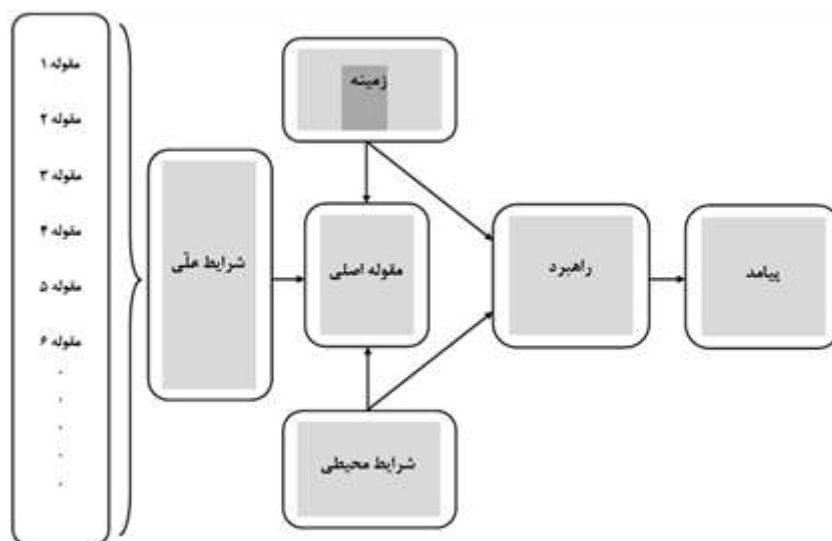 مقوله ۱
مقوله ۲
مقوله ۳
مقوله ۴
مقوله ۵
مقوله ۶
.
.
.
.
.
شرایط علّی
زمینه
مقوله اصلی
شرایط محیطی
راهبرد
پیامد